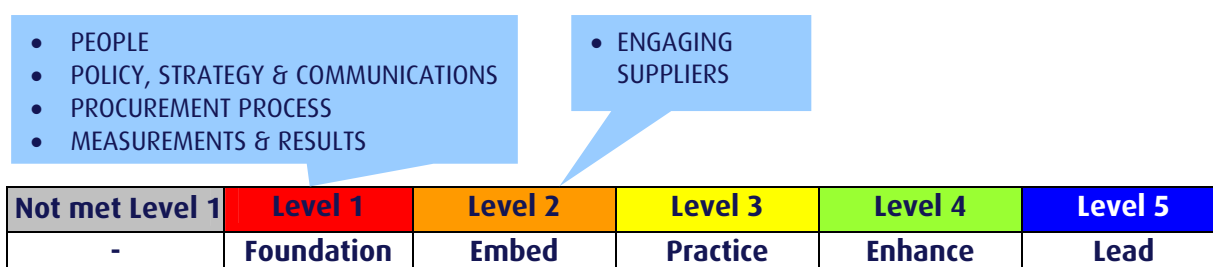 • PEOPLE
• POLICY, STRATEGY & COMMUNICATIONS
• PROCUREMENT PROCESS
• MEASUREMENTS & RESULTS
• ENGAGING
SUPPLIERS
Not met Level 1 Level 1 Level 2 Level 3 Level 4 Level 5
- Foundation Embed Practice Enhance Lead